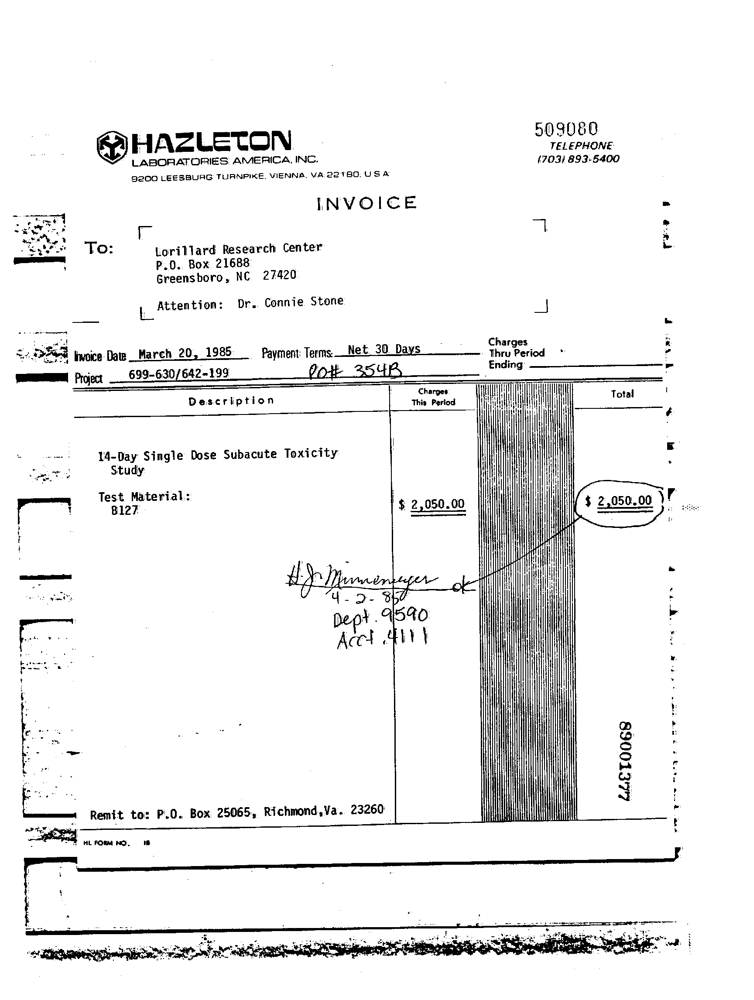 509080
HAZLETON
TELEPHONE
LABORATORIES AMERICA, INC.
(703) 893-5400
9200 LEESBURG TURNPIKE, VIENNA, VA 22180, U S A
INVOICE
To:
Lorillard Research Center
P.O. Box 21688
Greensboro, NC 27420
Attention: Dr. Connie Stone
Invoice Date March 20, 1985 Payment Terms: Net 30 Days Charges Thru Period Ending
Project 699-630/642-199 PO# 354B
Description Charges This Period Total
14-Day Single Dose Subacute Toxicity
Study
Test Material:
B127 $ 2,050.00 $ 2,050.00
H.J. Minnemeyer ok
4-2-85
Dept. 9590
Acct. 4111
89001377
Remit to: P.O. Box 25065, Richmond,Va. 23260
HL FORM NO. 1B